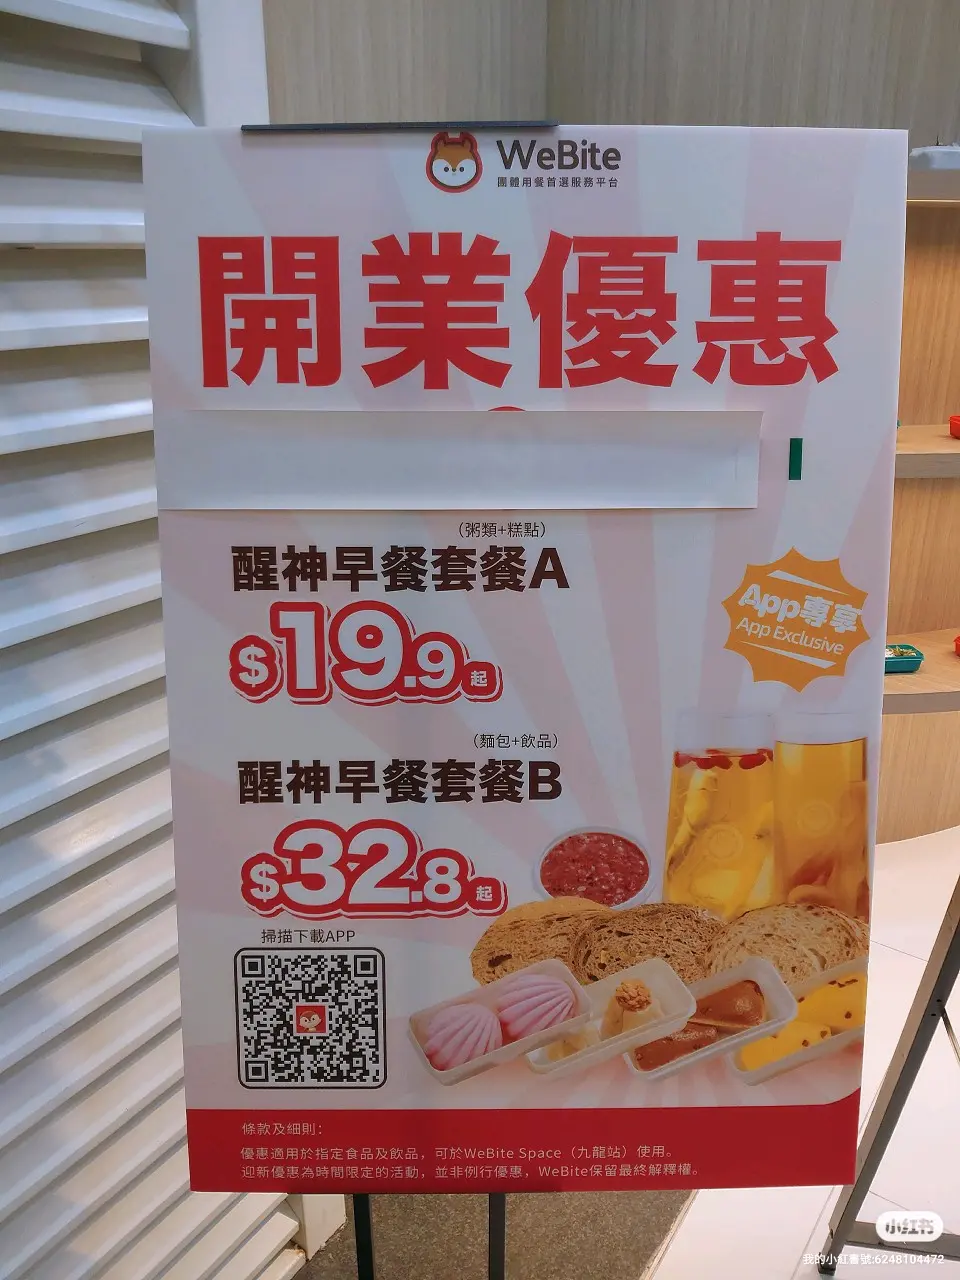 WeBite
團體用餐首選服務平台
開業優惠
（粥類+糕點）
醒神早餐套餐A
$19.9起
App專享
App Exclusive
（麵包+飲品）
醒神早餐套餐B
$32.8起
掃描下載APP
條款及細則：
優惠適用於指定食品及飲品，可於WeBite Space（九龍站）使用。
迎新優惠為時間限定的活動，並非例行優惠，WeBite保留最終解釋權。
小红书
我的小紅書號:6248104472